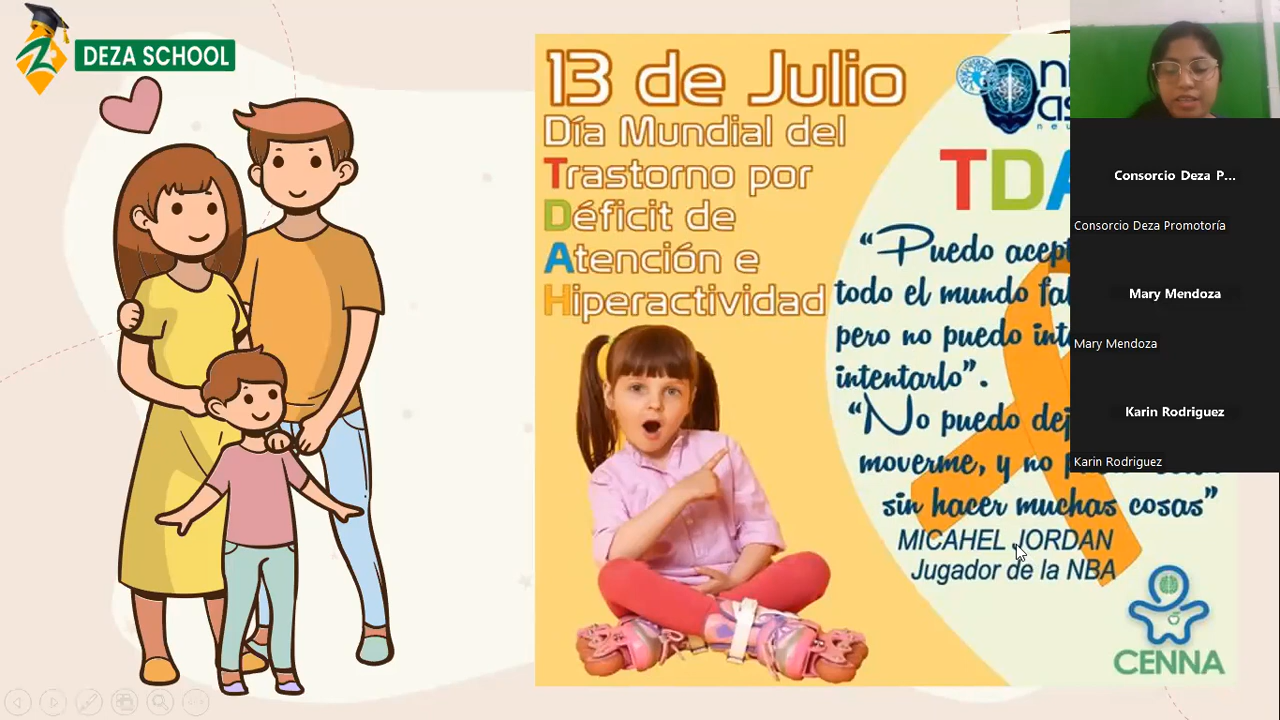 DEZA SCHOOL
13 de Julio
Día Mundial del
Trastorno por
Déficit de
Atención e
Hiperactividad
TDA
“Puedo acept
todo el mundo fal
pero no puedo
intentarlo”.
“No puedo dej
moverme, y no
sin hacer muchas cosas”
MICAHEL JORDAN
Jugador de la NBA
CENNA
Consorcio Deza P...
Consorcio Deza Promotoría
Mary Mendoza
Mary Mendoza
Karin Rodriguez
Karin Rodriguez